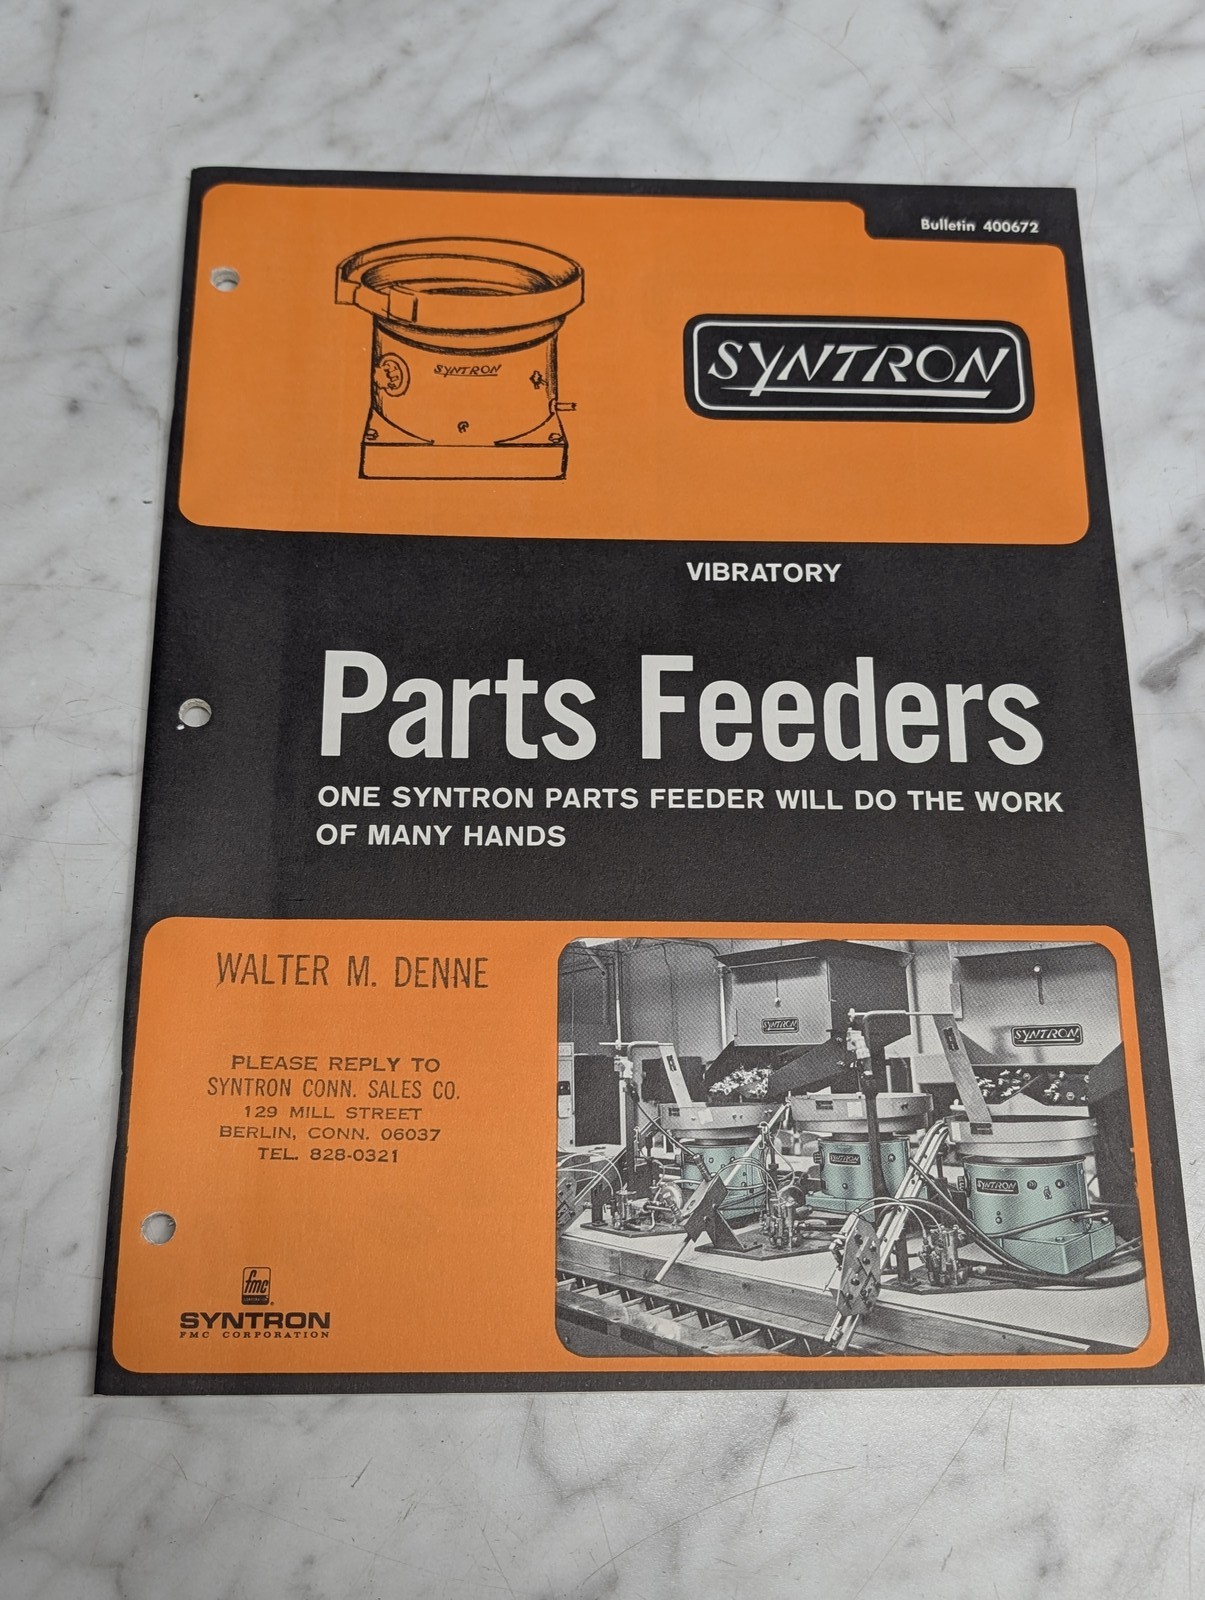 Bulletin 400672
SYNTRON
SYNTRON
VIBRATORY
Parts Feeders
ONE SYNTRON PARTS FEEDER WILL DO THE WORK
OF MANY HANDS
WALTER M. DENNE
PLEASE REPLY TO
SYNTRON CONN. SALES CO.
129 MILL STREET
BERLIN, CONN. 06037
TEL. 828-0321
SYNTRON
SYNTRON
SYNTRON
SYNTRON
fmc
SYNTRON
FMC CORPORATION